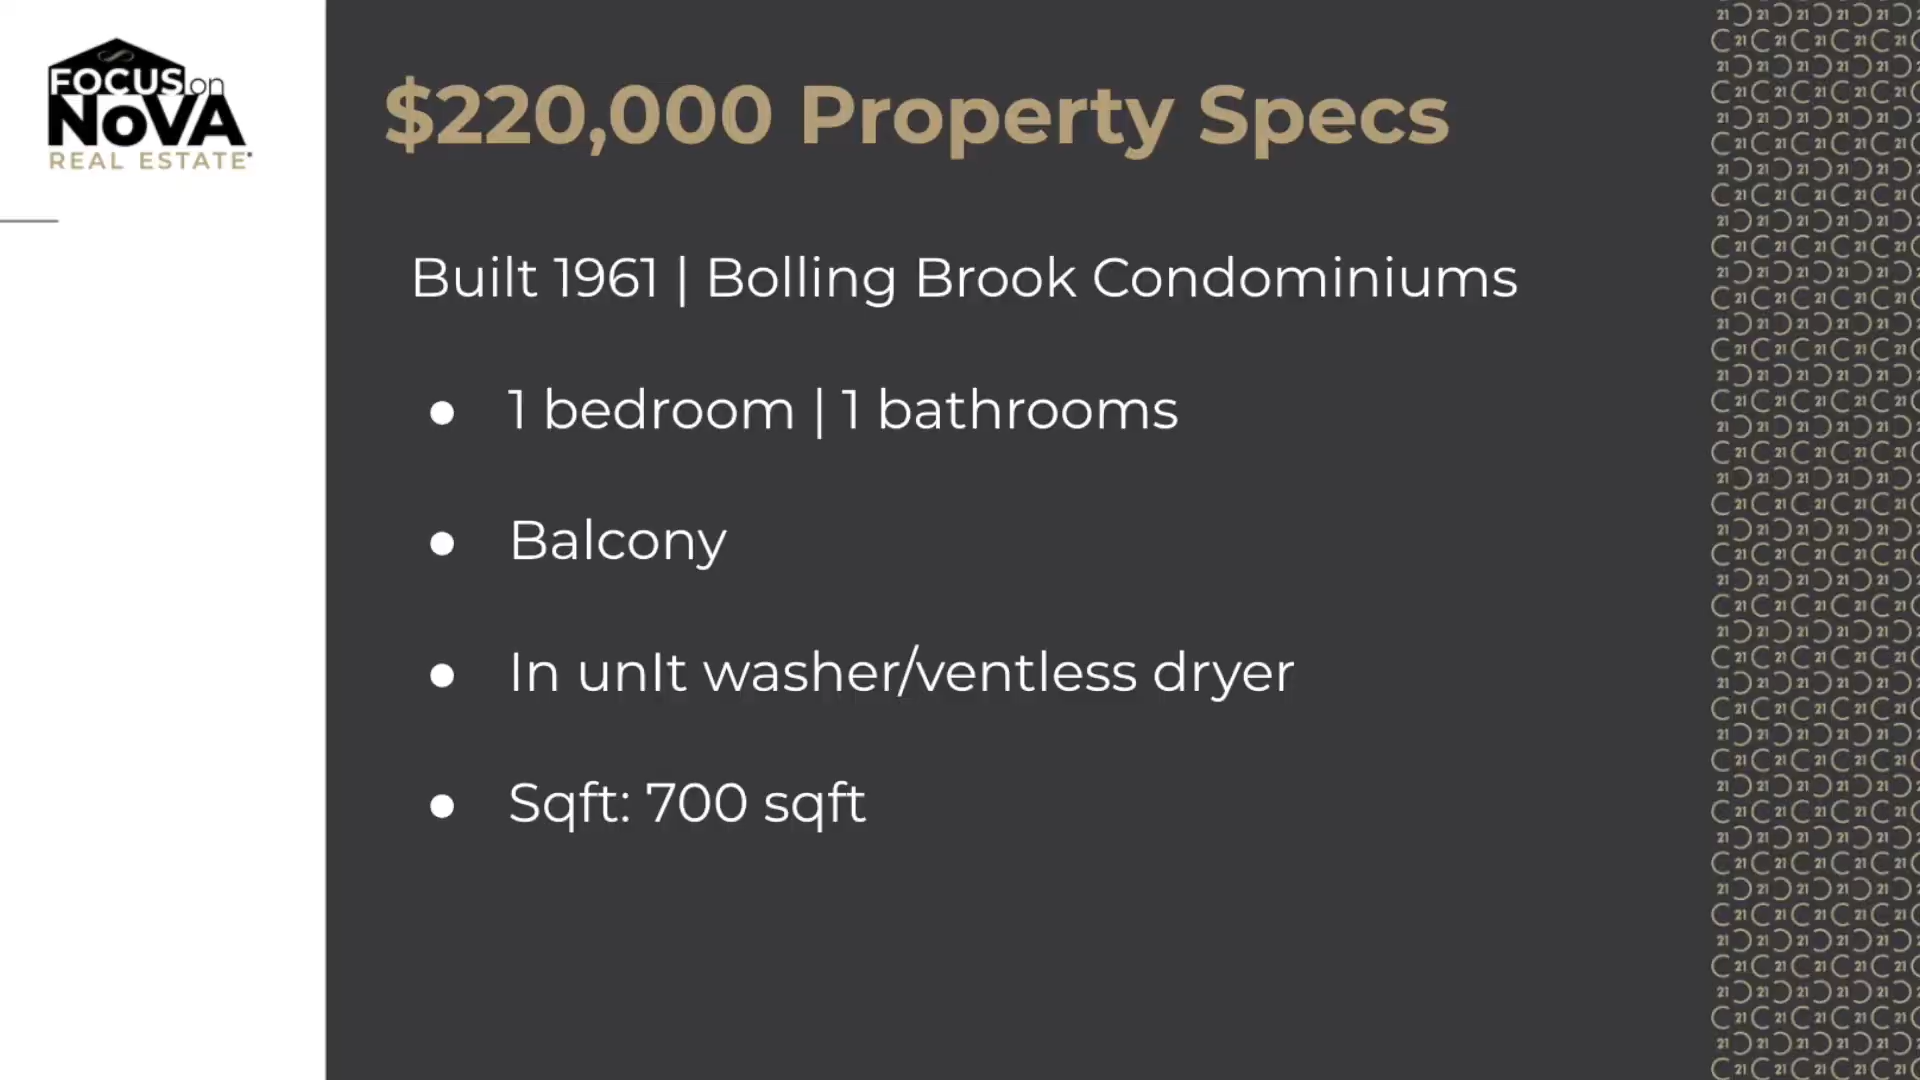 FOCUS on
NoVA
REAL ESTATE
$220,000 Property Specs
Built 1961 | Bolling Brook Condominiums
● 1 bedroom | 1 bathrooms
● Balcony
● In unIt washer/ventless dryer
● Sqft: 700 sqft